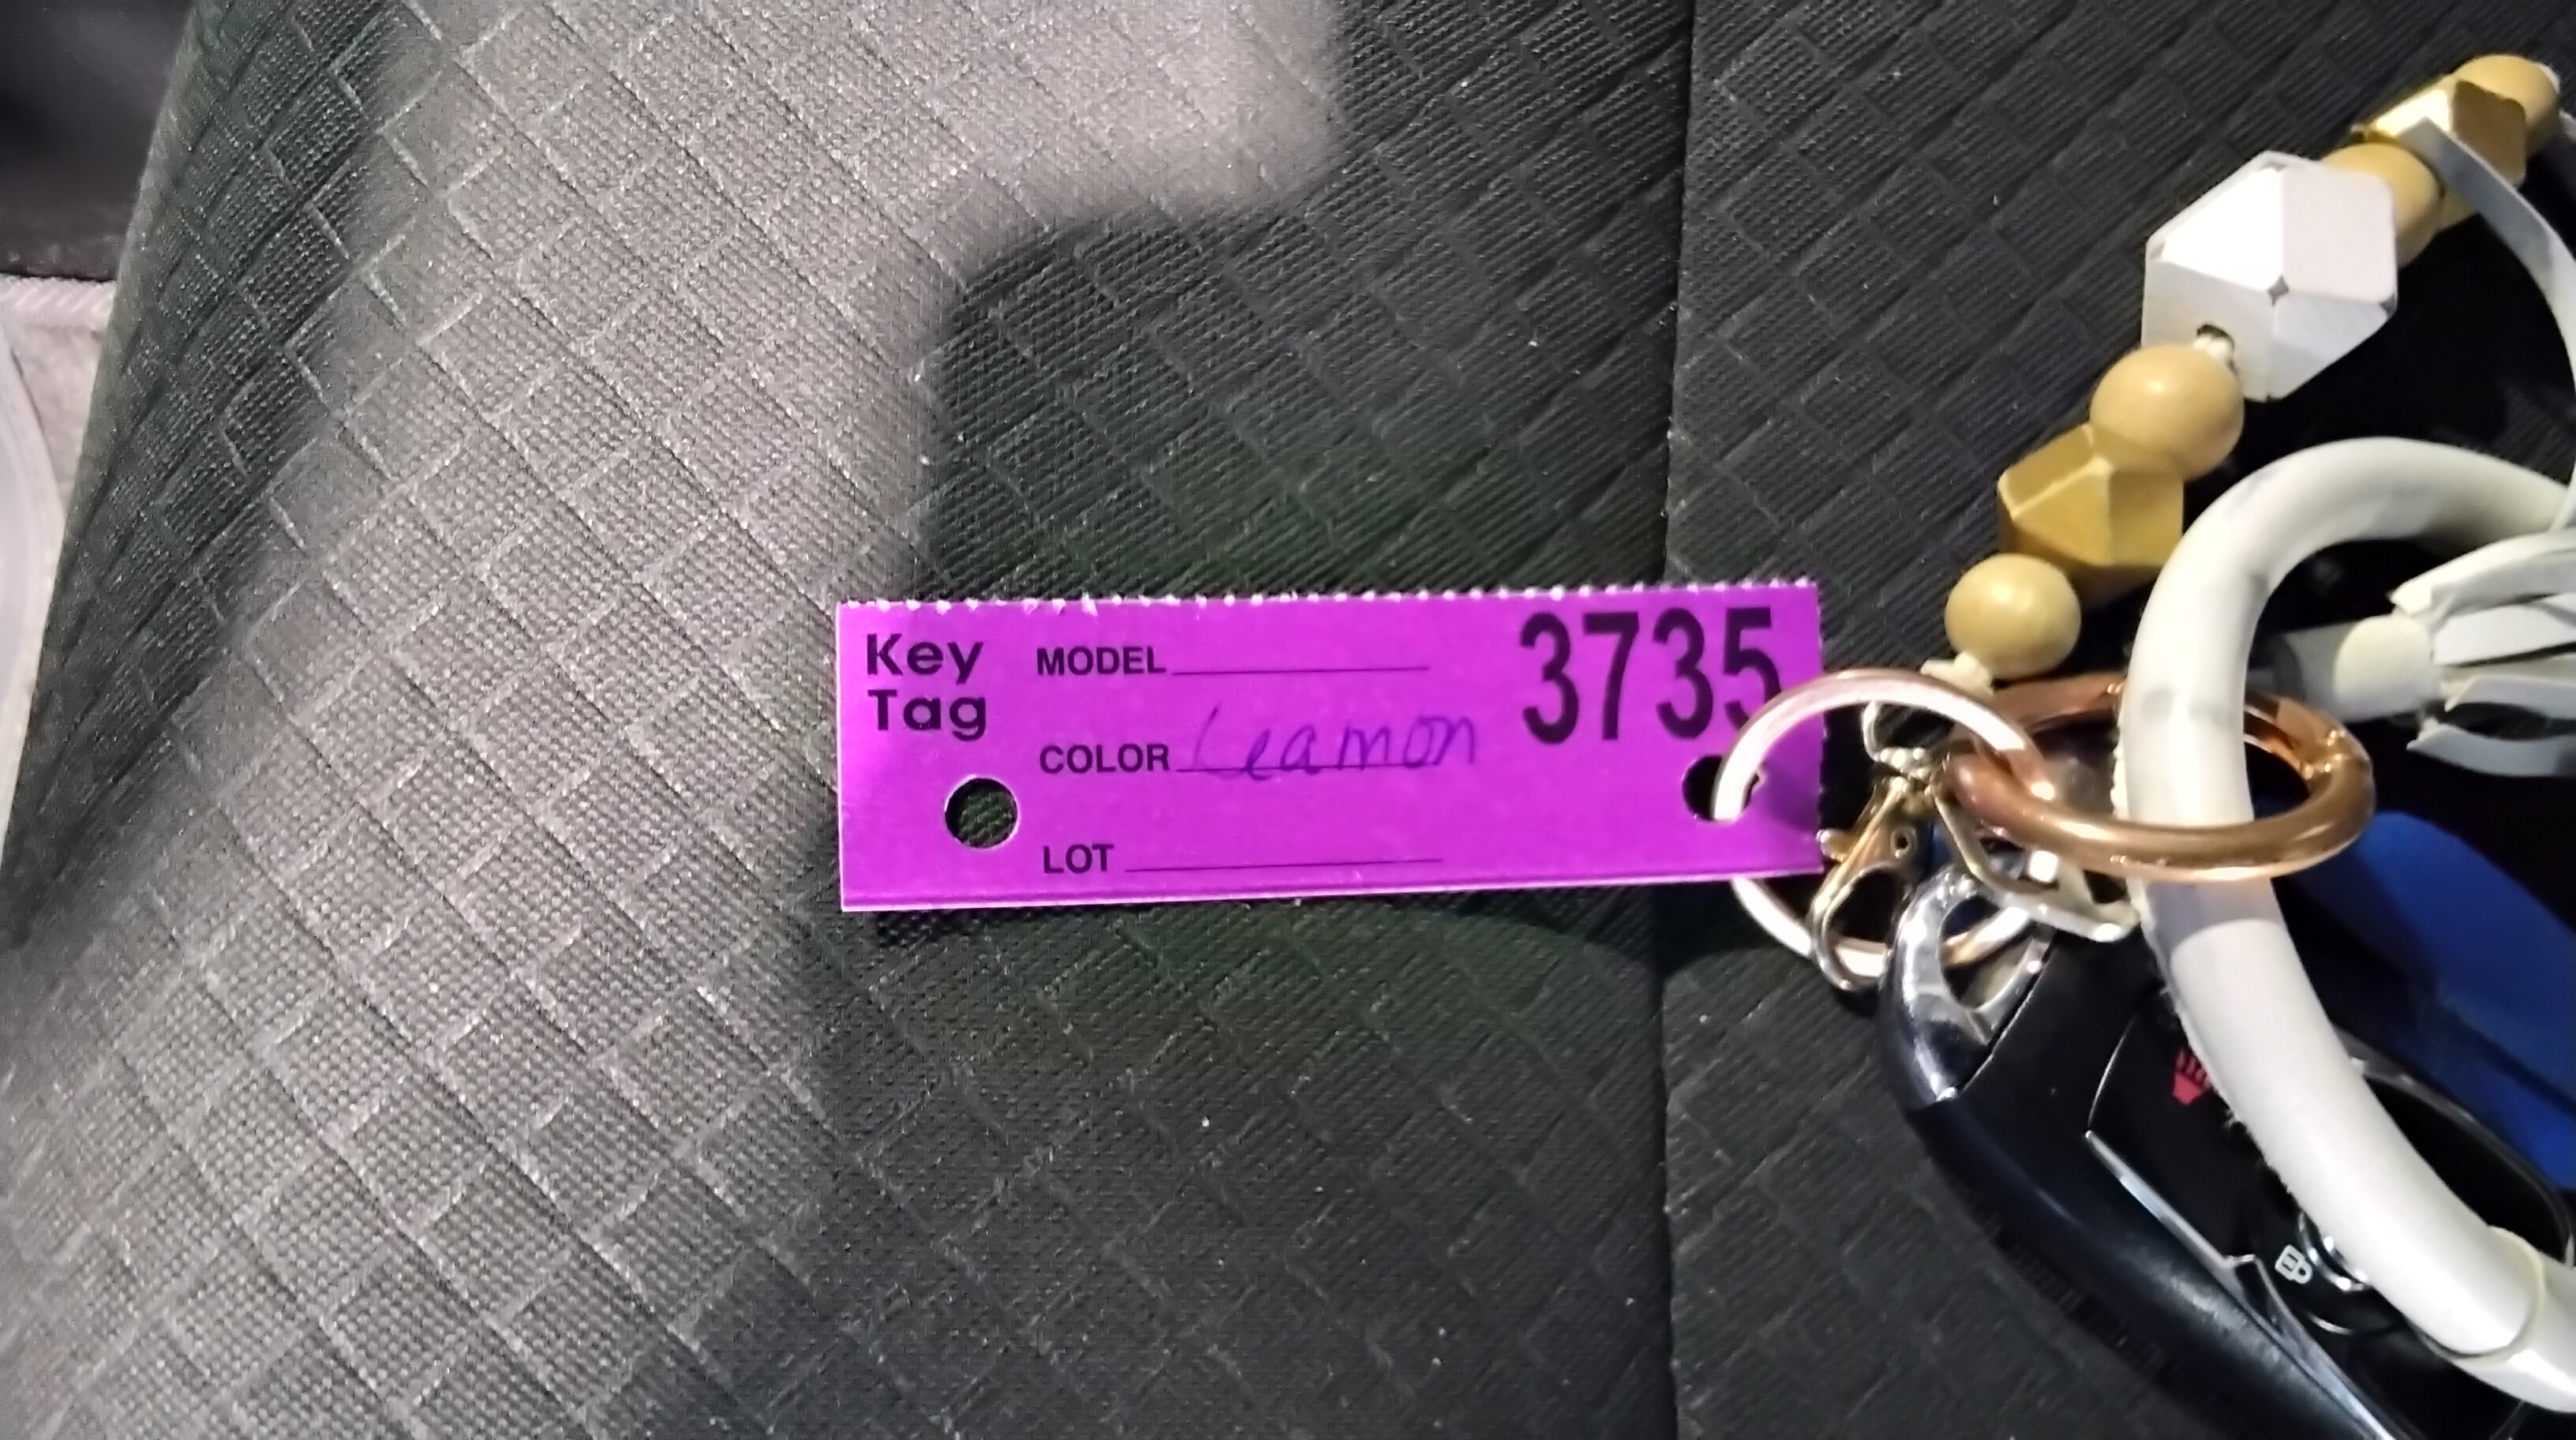 Key Tag
MODEL
3735
COLOR Leamon
LOT